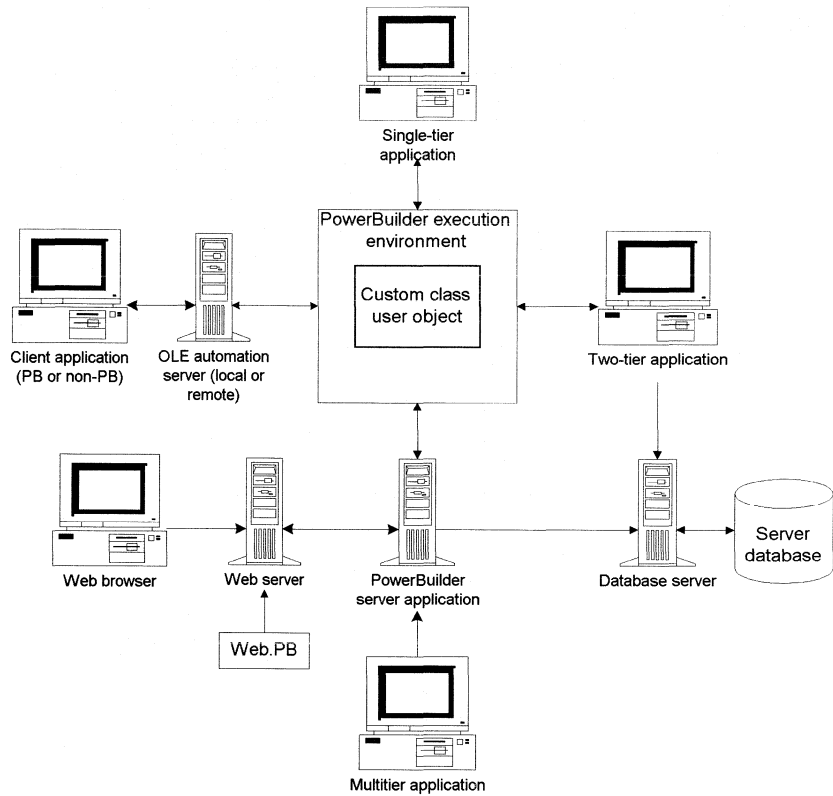 Single-tier
application
PowerBuilder execution
environment
Custom class
user object
Client application
(PB or non-PB)
OLE automation
server (local or
remote)
Two-tier application
Web browser
Web server
PowerBuilder
server application
Database server
Server
database
Web.PB
Multitier application